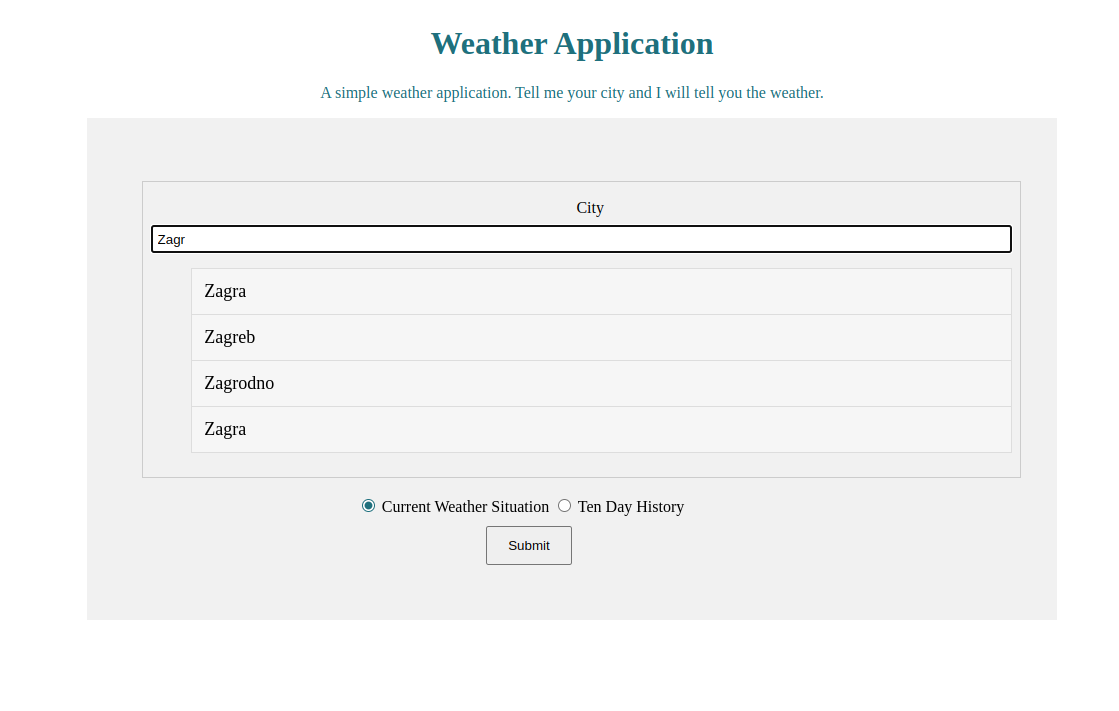 Weather Application
A simple weather application. Tell me your city and I will tell you the weather.
City
Zagr
Zagra
Zagreb
Zagrodno
Zagra
Current Weather Situation Ten Day History
Submit